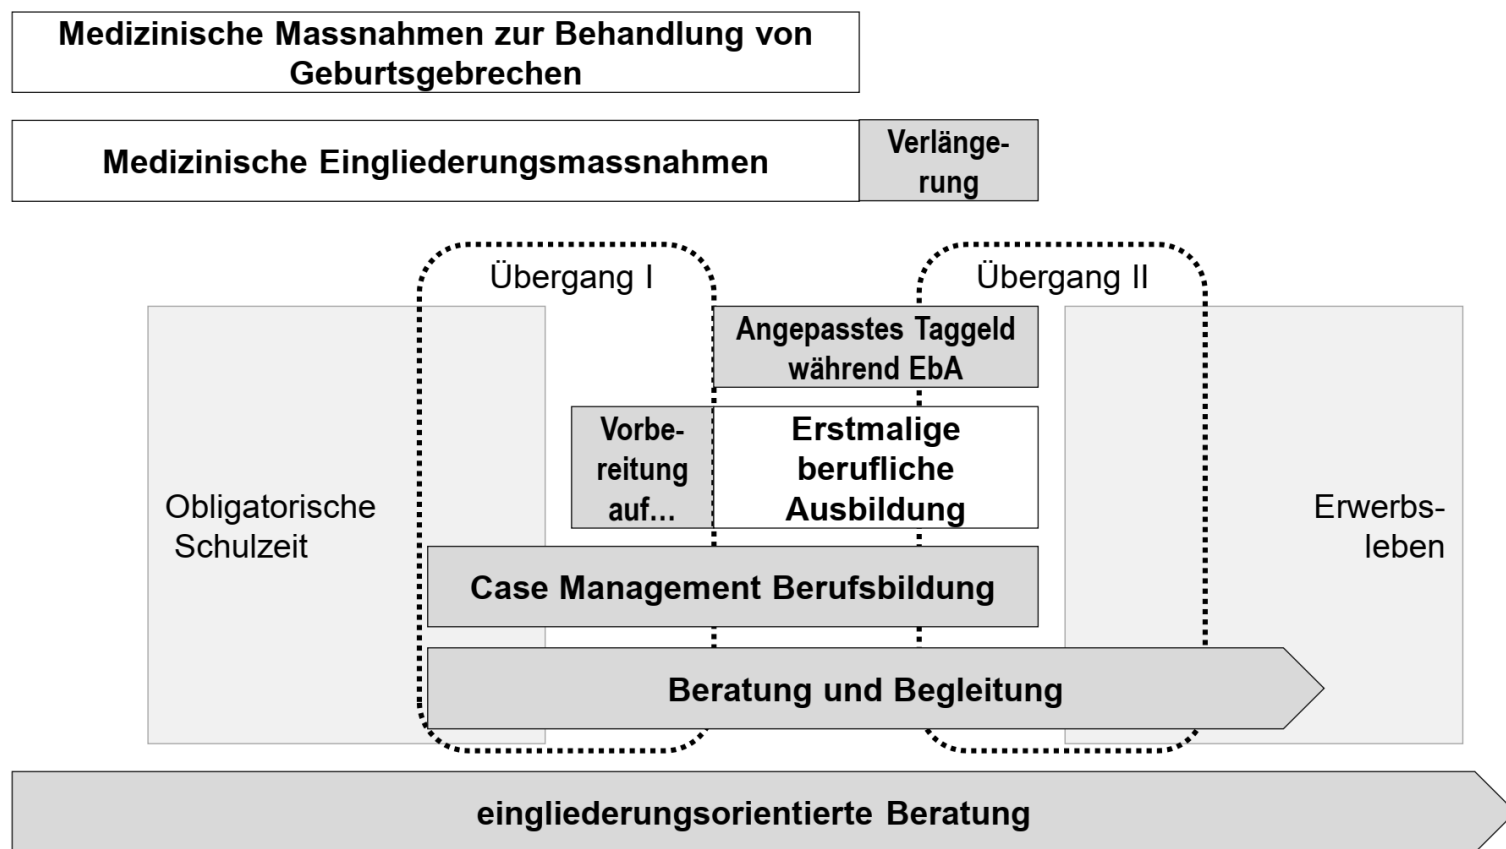 Medizinische Massnahmen zur Behandlung von
Geburtsgebrechen
Medizinische Eingliederungsmassnahmen
Verlänge-
rung
Übergang I
Übergang II
Angepasstes Taggeld
während EbA
Vorbe-
reitung
auf…
Erstmalige
berufliche
Ausbildung
Obligatorische
Schulzeit
Erwerbs-
leben
Case Management Berufsbildung
Beratung und Begleitung
eingliederungsorientierte Beratung